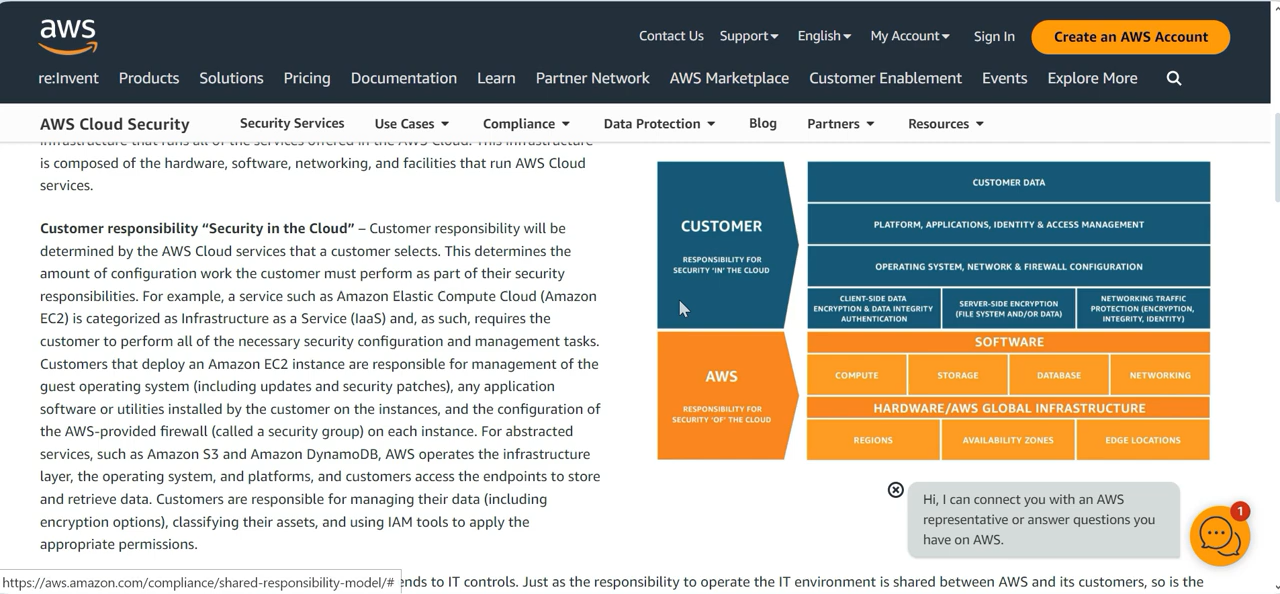 aws
Contact Us Support English My Account Sign In Create an AWS Account
re:Invent Products Solutions Pricing Documentation Learn Partner Network AWS Marketplace Customer Enablement Events Explore More
AWS Cloud Security Security Services Use Cases Compliance Data Protection Blog Partners Resources
infrastructure that runs all of the services offered in the AWS Cloud. This infrastructure
is composed of the hardware, software, networking, and facilities that run AWS Cloud
services.
Customer responsibility “Security in the Cloud” – Customer responsibility will be
determined by the AWS Cloud services that a customer selects. This determines the
amount of configuration work the customer must perform as part of their security
responsibilities. For example, a service such as Amazon Elastic Compute Cloud (Amazon
EC2) is categorized as Infrastructure as a Service (IaaS) and, as such, requires the
customer to perform all of the necessary security configuration and management tasks.
Customers that deploy an Amazon EC2 instance are responsible for management of the
guest operating system (including updates and security patches), any application
software or utilities installed by the customer on the instances, and the configuration of
the AWS-provided firewall (called a security group) on each instance. For abstracted
services, such as Amazon S3 and Amazon DynamoDB, AWS operates the infrastructure
layer, the operating system, and platforms, and customers access the endpoints to store
and retrieve data. Customers are responsible for managing their data (including
encryption options), classifying their assets, and using IAM tools to apply the
appropriate permissions.
CUSTOMER
RESPONSIBILITY FOR
SECURITY ‘IN’ THE CLOUD
CUSTOMER DATA
PLATFORM, APPLICATIONS, IDENTITY & ACCESS MANAGEMENT
OPERATING SYSTEM, NETWORK & FIREWALL CONFIGURATION
CLIENT-SIDE DATA
ENCRYPTION & DATA INTEGRITY
AUTHENTICATION
SERVER-SIDE ENCRYPTION
(FILE SYSTEM AND/OR DATA)
NETWORKING TRAFFIC
PROTECTION (ENCRYPTION,
INTEGRITY, IDENTITY)
AWS
RESPONSIBILITY FOR
SECURITY ‘OF’ THE CLOUD
SOFTWARE
COMPUTE STORAGE DATABASE NETWORKING
HARDWARE/AWS GLOBAL INFRASTRUCTURE
REGIONS AVAILABILITY ZONES EDGE LOCATIONS
Hi, I can connect you with an AWS
representative or answer questions you
have on AWS.
1
https://aws.amazon.com/compliance/shared-responsibility-model/#
ends to IT controls. Just as the responsibility to operate the IT environment is shared between AWS and its customers, so is the